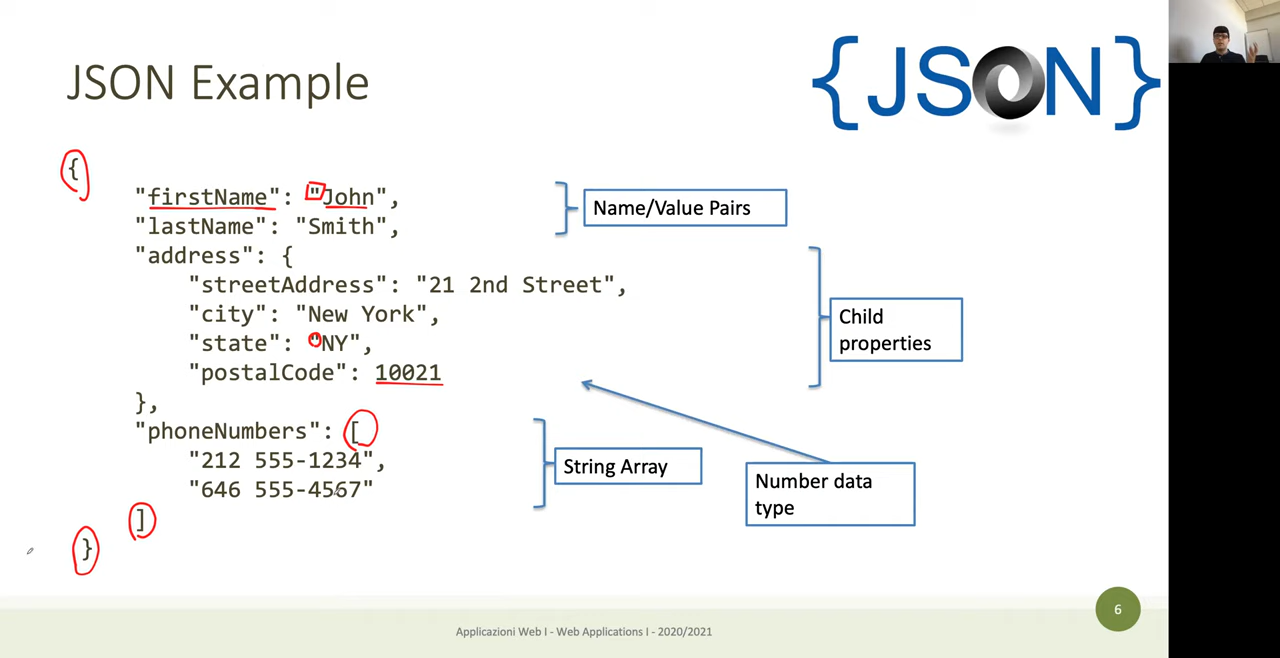 JSON Example
{JSON}
{
"firstName": "John",
"lastName": "Smith",
"address": {
"streetAddress": "21 2nd Street",
"city": "New York",
"state": "NY",
"postalCode": 10021
},
"phoneNumbers": [
"212 555-1234",
"646 555-4567"
]
}
Name/Value Pairs
Child
properties
String Array
Number data
type
Applicazioni Web I - Web Applications I - 2020/2021
6